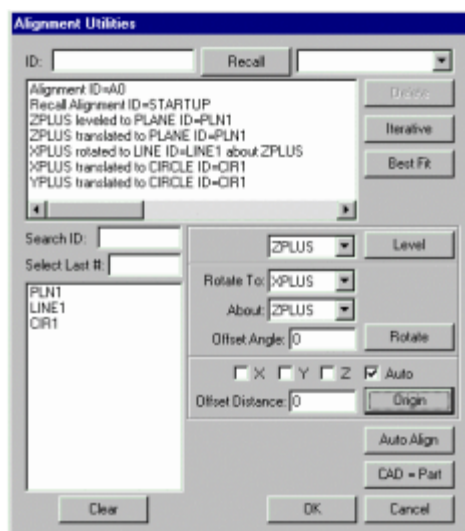 Alignment Utilities
ID: Recall
Alignment ID=A0
Recall Alignment ID=STARTUP
ZPLUS leveled to PLANE ID=PLN1
ZPLUS translated to PLANE ID=PLN1
XPLUS rotated to LINE ID=LINE1 about ZPLUS
XPLUS translated to CIRCLE ID=CIR1
YPLUS translated to CIRCLE ID=CIR1
Delete
Iterative
Best Fit
Search ID:
Select Last #:
PLN1
LINE1
CIR1
ZPLUS Level
Rotate To: XPLUS
About: ZPLUS
Offset Angle: 0 Rotate
X Y Z Auto
Offset Distance: 0 Origin
Auto Align
CAD = Part
Clear OK Cancel